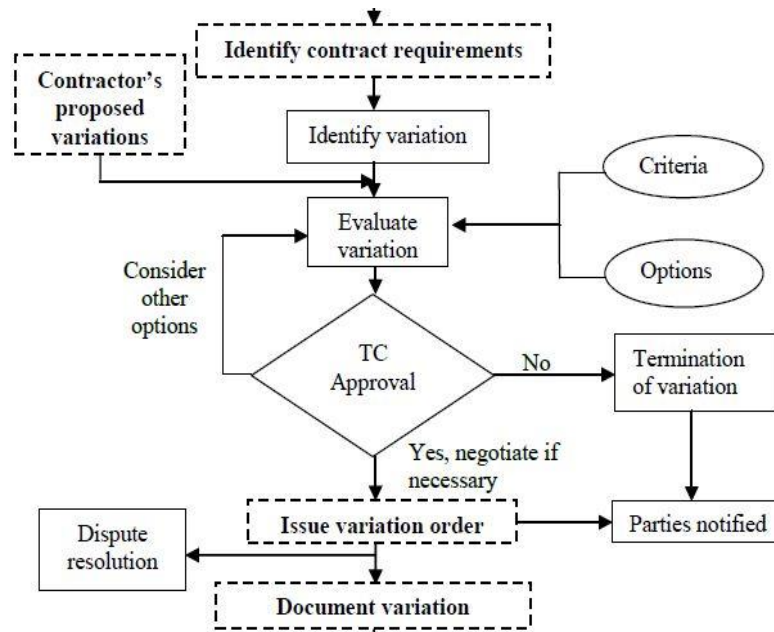 Identify contract requirements
Contractor's
proposed
variations
Identify variation
Criteria
Evaluate
variation
Options
Consider
other
options
TC
Approval
No
Termination
of variation
Yes, negotiate if
necessary
Issue variation order
Parties notified
Dispute
resolution
Document variation